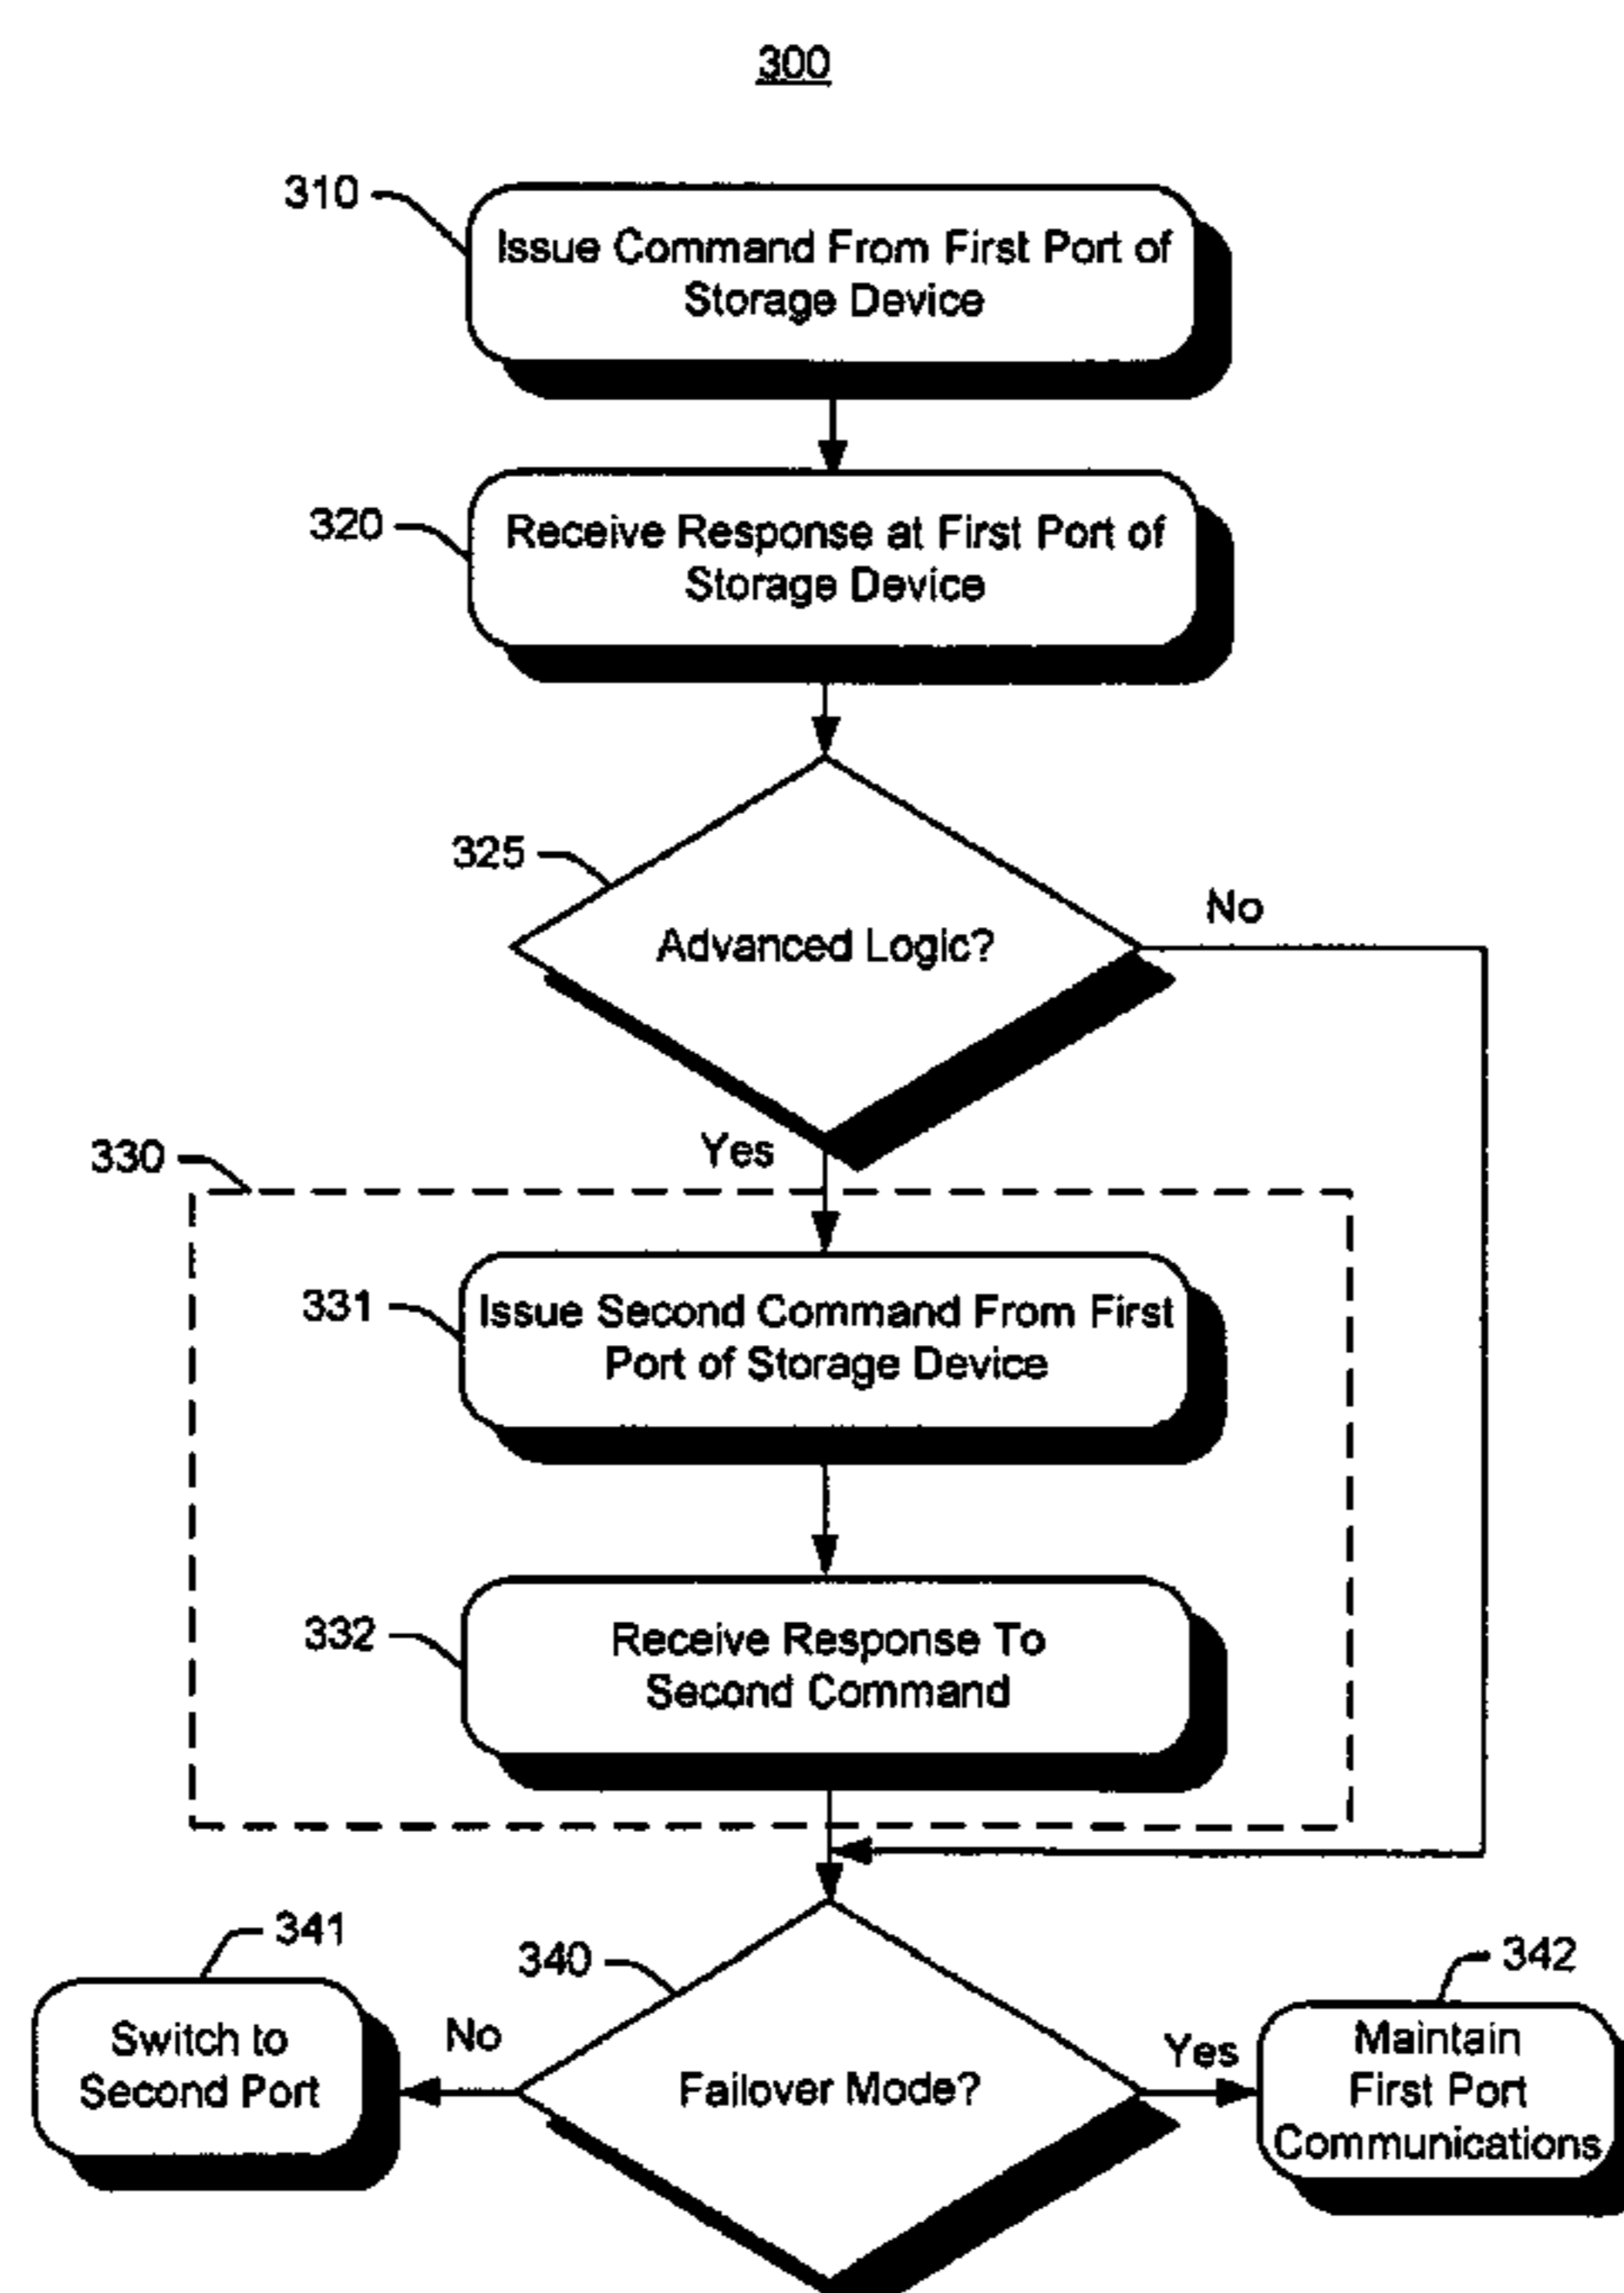 300
310
Issue Command From First Port of
Storage Device
320
Receive Response at First Port of
Storage Device
325
Advanced Logic?
No
Yes
330
331
Issue Second Command From First
Port of Storage Device
332
Receive Response To
Second Command
341
340
342
Switch to
Second Port
No
Failover Mode?
Yes
Maintain
First Port
Communications